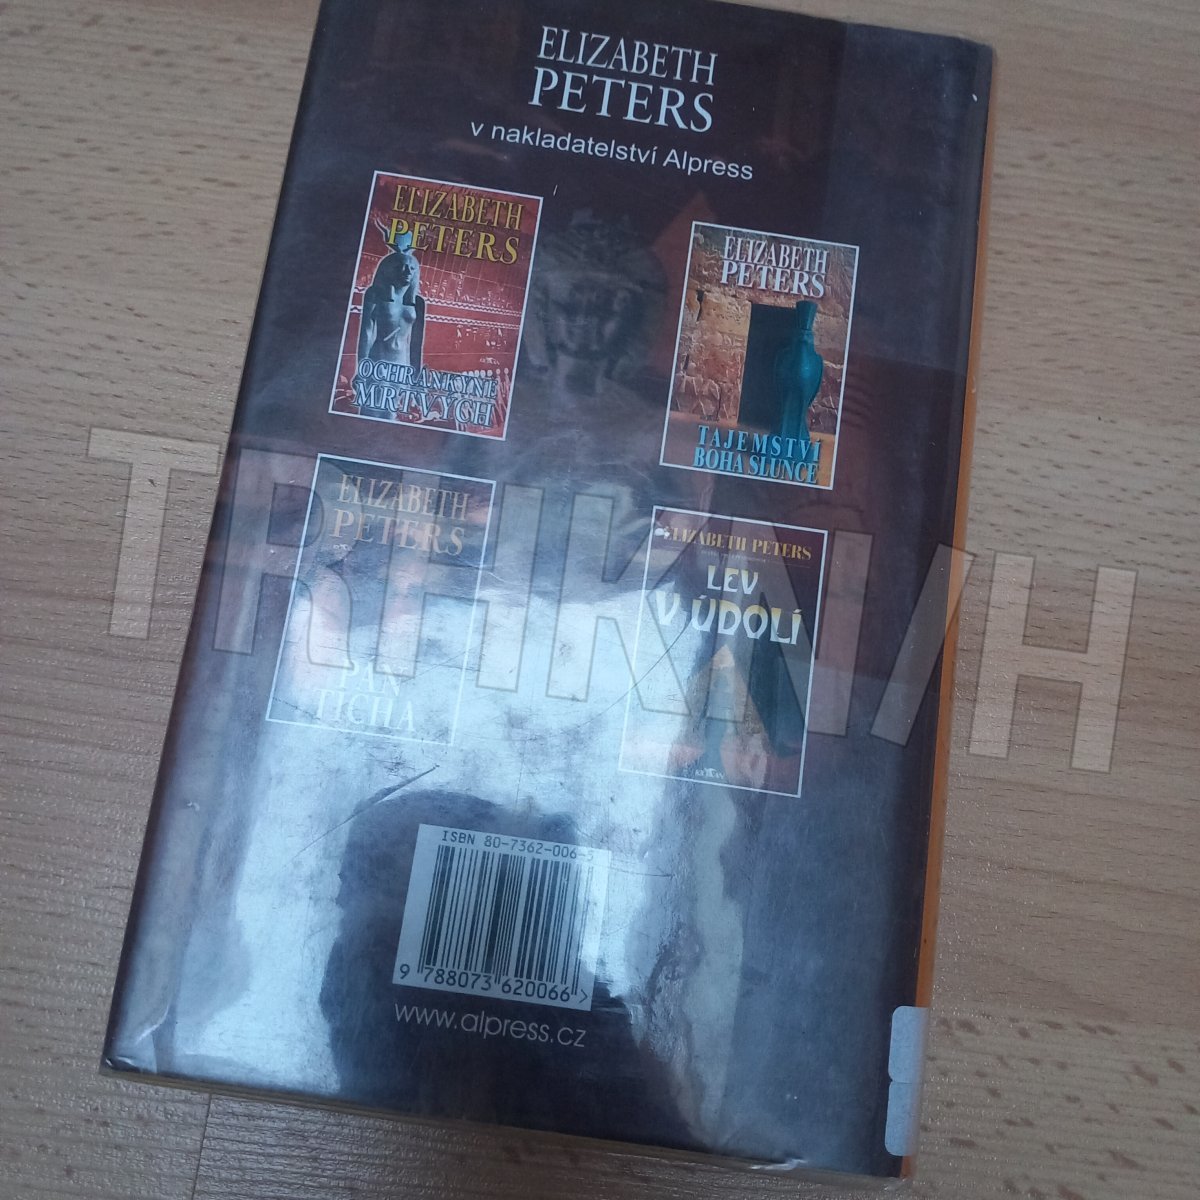 ELIZABETH
PETERS
v nakladatelství Alpress
ELIZABETH
PETERS
OCHRÁNKYNĚ
MRTVÝCH
ELIZABETH
PETERS
TAJEMSTVÍ
BOHA SLUNCE
ELIZABETH
PETERS
PÁN
TICHA
ELIZABETH PETERS
LEV
V ÚDOLÍ
TRHKNIH
ISBN 80-7362-006-5
9 788073 620066 >
www.alpress.cz